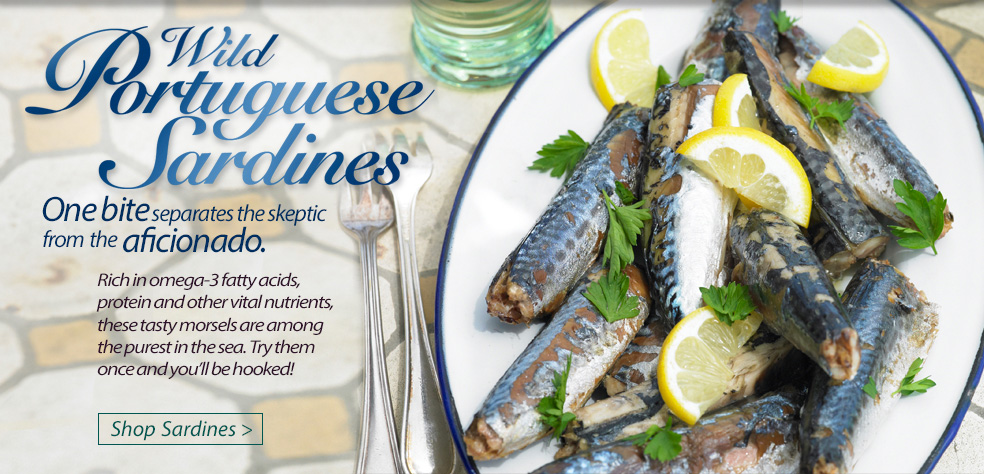 Wild
Portuguese
Sardines
One bite separates the skeptic
from the aficionado.
Rich in omega-3 fatty acids,
protein and other vital nutrients,
these tasty morsels are among
the purest in the sea. Try them
once and you'll be hooked!
Shop Sardines >